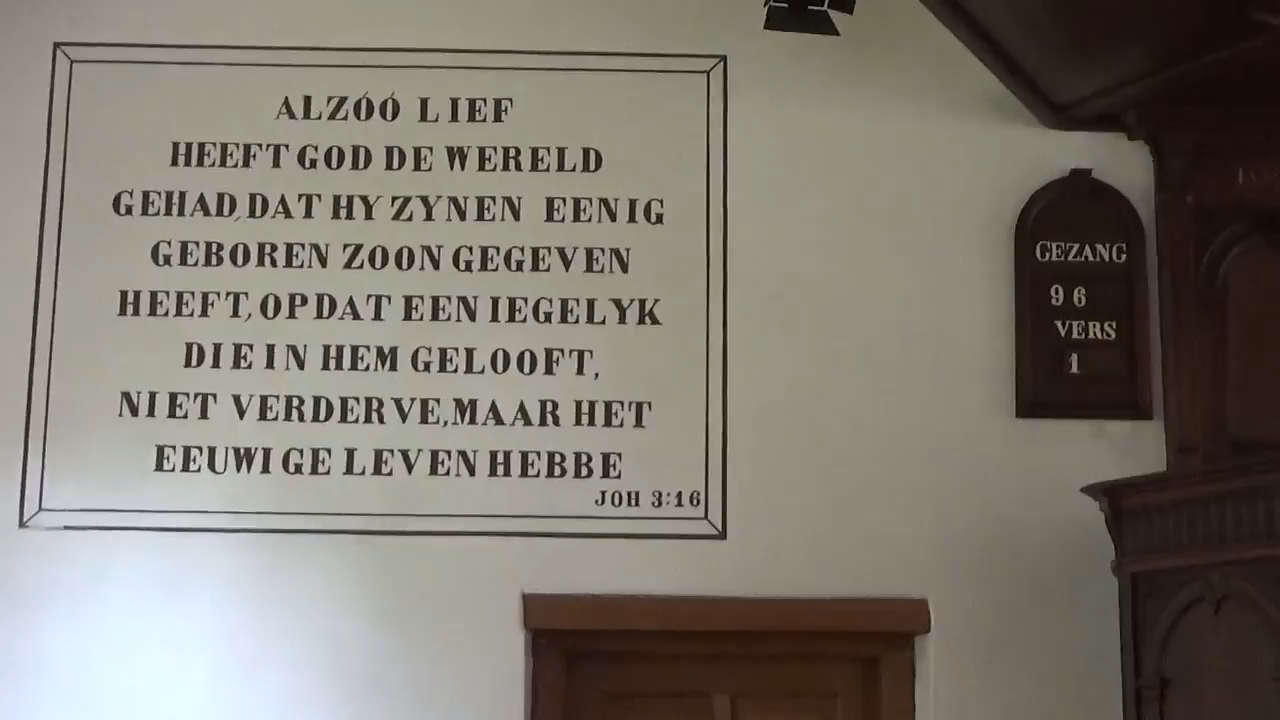 ALZÓÓ LIEF
HEEFT GOD DE WERELD
GEHAD, DAT HY ZYNEN EENIG
GEBOREN ZOON GEGEVEN
HEEFT, OPDAT EEN IEGELYK
DIE IN HEM GELOOFT,
NIET VERDERVE, MAAR HET
EEUWIGE LEVEN HEBBE
JOH 3:16
GEZANG
96
VERS
1